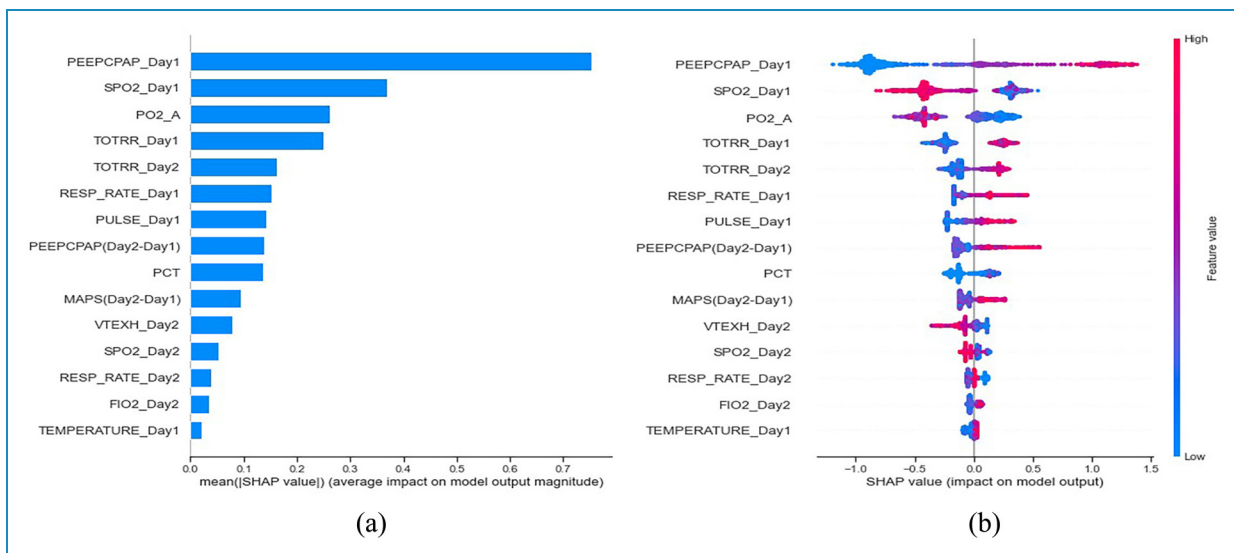 PEEPCPAP_Day1
SPO2_Day1
PO2_A
TOTRR_Day1
TOTRR_Day2
RESP_RATE_Day1
PULSE_Day1
PEEPCPAP(Day2-Day1)
PCT
MAPS(Day2-Day1)
VTEXH_Day2
SPO2_Day2
RESP_RATE_Day2
FIO2_Day2
TEMPERATURE_Day1
0.0 0.1 0.2 0.3 0.4 0.5 0.6 0.7
mean(|SHAP value|) (average impact on model output magnitude)
(a)
PEEPCPAP_Day1
SPO2_Day1
PO2_A
TOTRR_Day1
TOTRR_Day2
RESP_RATE_Day1
PULSE_Day1
PEEPCPAP(Day2-Day1)
PCT
MAPS(Day2-Day1)
VTEXH_Day2
SPO2_Day2
RESP_RATE_Day2
FIO2_Day2
TEMPERATURE_Day1
−1.0 −0.5 0.0 0.5 1.0 1.5
SHAP value (impact on model output)
High
Feature value
Low
(b)